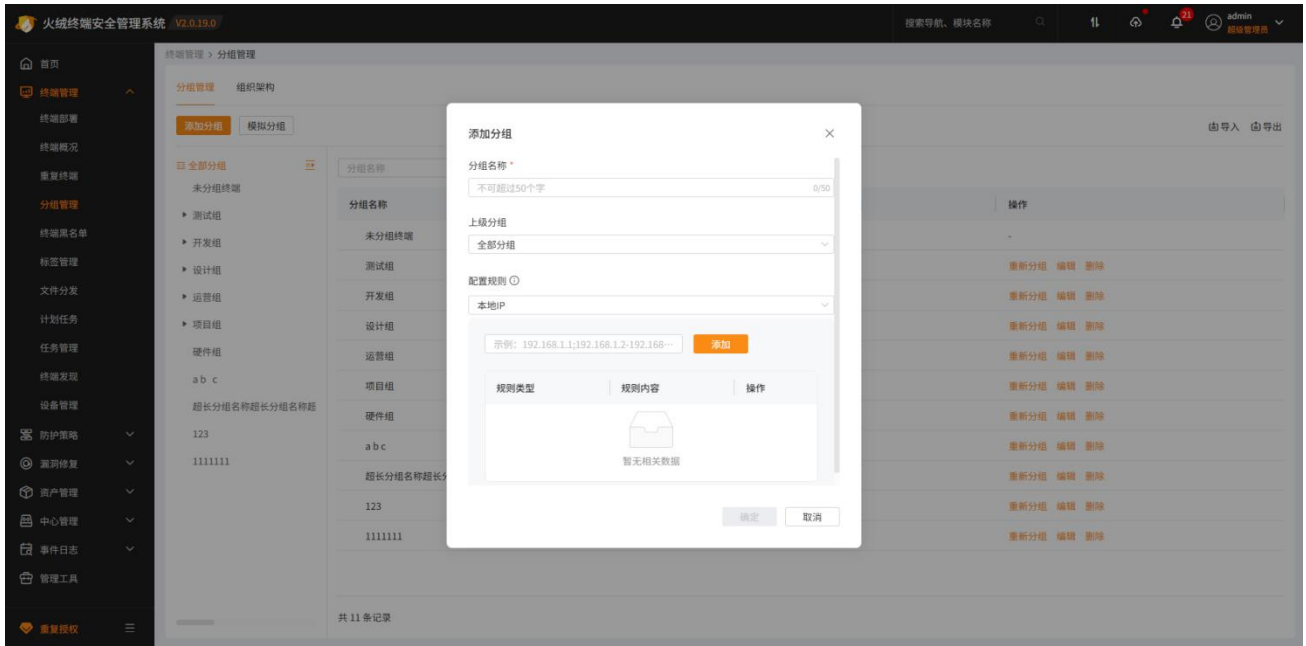 火绒终端安全管理系统 V2.0.19.0 搜索导航、模块名称 21 admin
超级管理员
首页
终端管理
终端部署
终端概况
重复终端
分组管理
终端黑名单
标签管理
文件分发
计划任务
任务管理
终端发现
设备管理
防护策略
漏洞修复
资产管理
中心管理
事件日志
管理工具
重复授权
终端管理 > 分组管理
分组管理 组织架构
添加分组 模拟分组 导入 导出
全部分组
未分组终端
测试组
开发组
设计组
运营组
项目组
硬件组
ab c
超长分组名称超长分组名称超
123
1111111
分组名称
分组名称 操作
未分组终端 -
测试组 重新分组 编辑 删除
开发组 重新分组 编辑 删除
设计组 重新分组 编辑 删除
运营组 重新分组 编辑 删除
项目组 重新分组 编辑 删除
硬件组 重新分组 编辑 删除
a b c 重新分组 编辑 删除
超长分组名称超长分 重新分组 编辑 删除
123 重新分组 编辑 删除
1111111 重新分组 编辑 删除
共 11 条记录
添加分组
分组名称 *
不可超过50个字 0/50
上级分组
全部分组
配置规则
本地IP
示例：192.168.1.1;192.168.1.2-192.168… 添加
规则类型 规则内容 操作
暂无相关数据
确定 取消